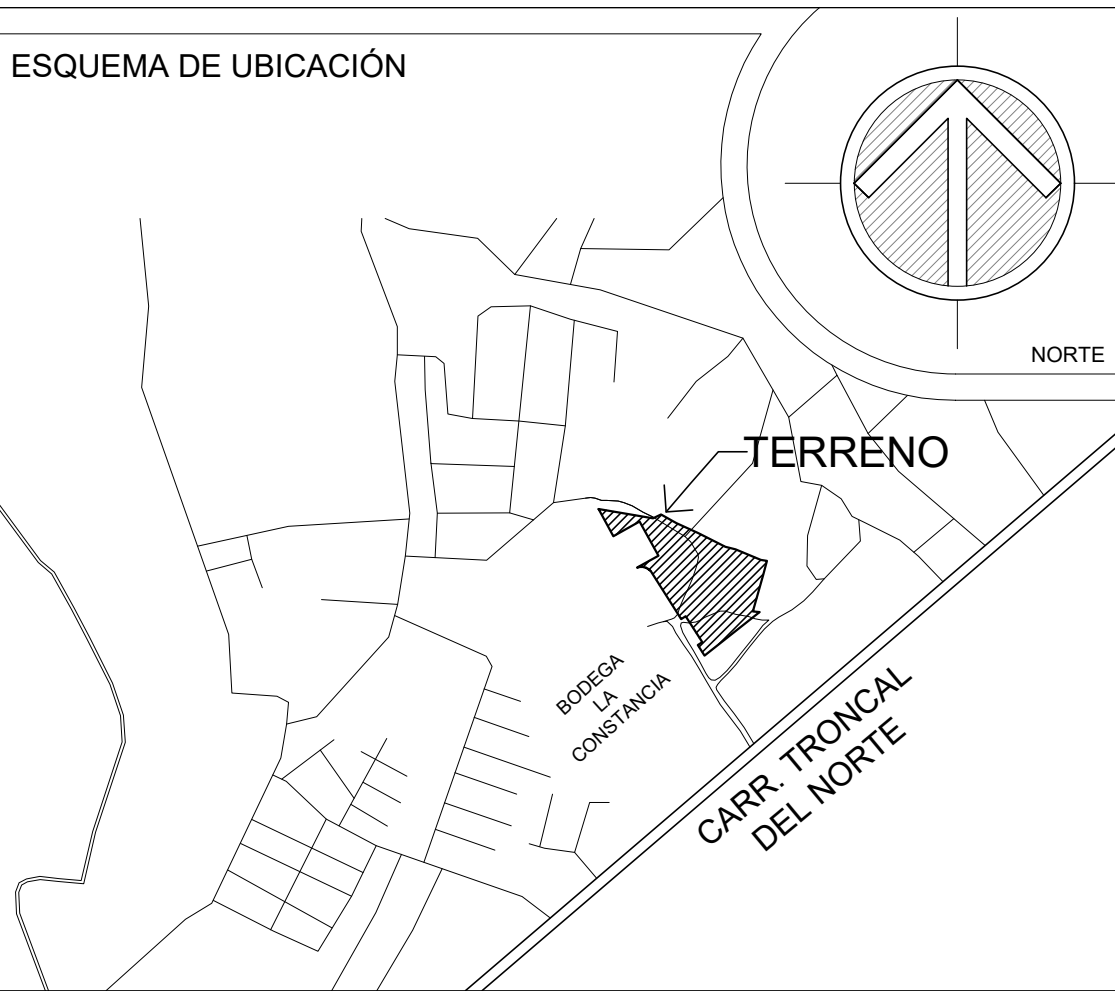 ESQUEMA DE UBICACIÓN
NORTE
TERRENO
BODEGA
LA
CONSTANCIA
CARR. TRONCAL
DEL NORTE